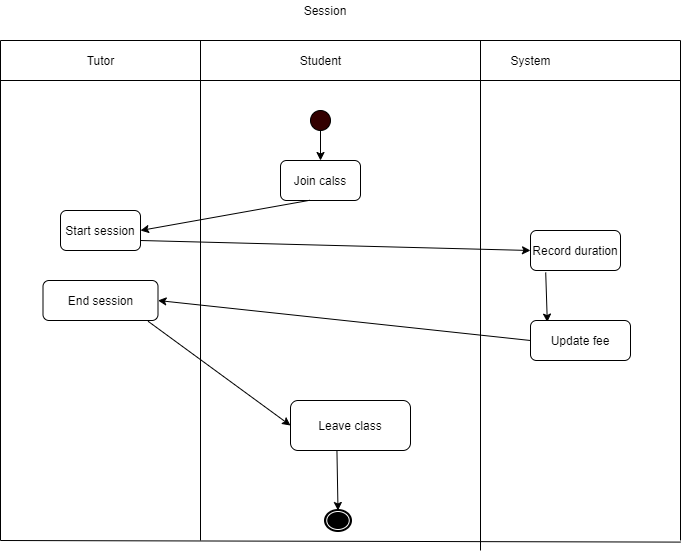 Session
Tutor
Student
System
Join calss
Start session
Record duration
End session
Update fee
Leave class